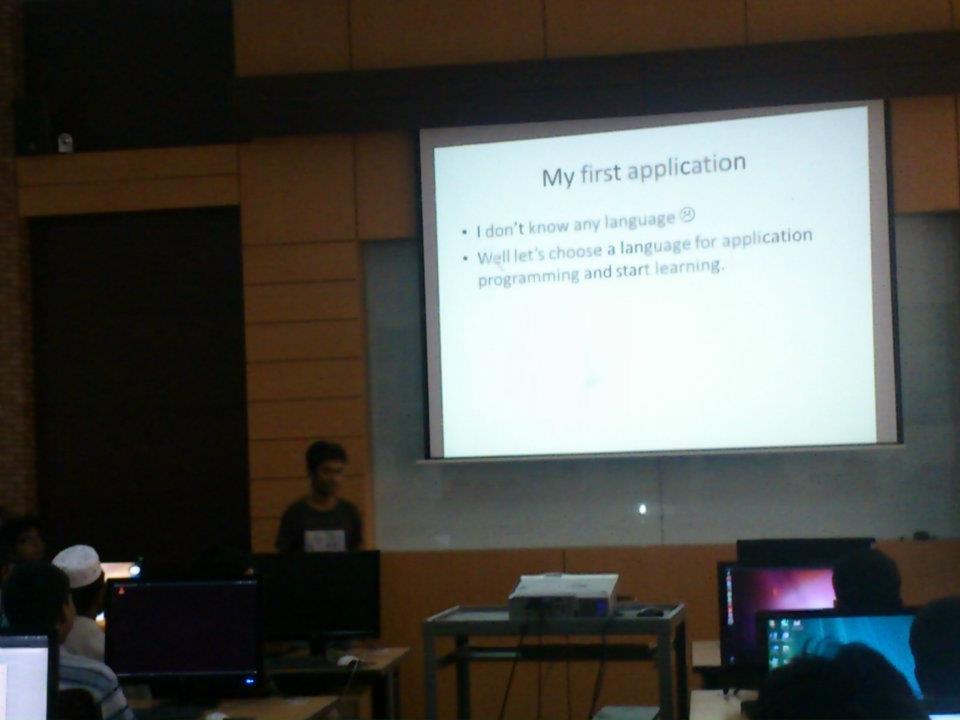 My first application
• I don't know any language ☹
• Well let's choose a language for application
programming and start learning.